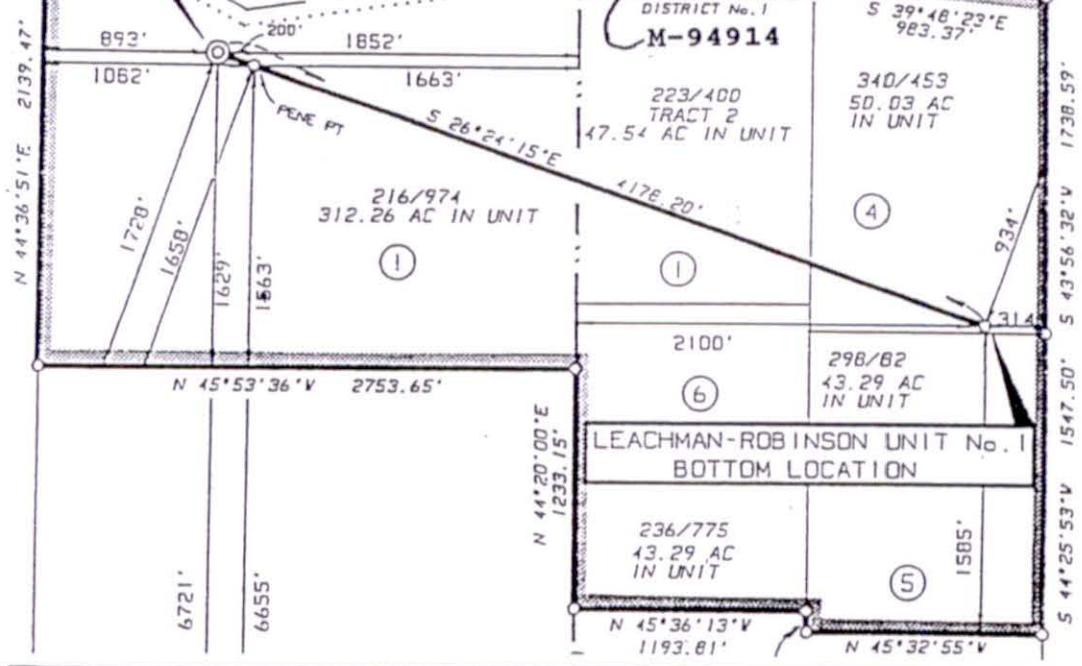 DISTRICT No. 1
M-94914
S 39°48'23"E
983.37'
893'
200'
1852'
1082'
1663'
PENE PT
N 44°36'51"E 2139.47'
S 26°24'15"E
4178.20'
223/400
TRACT 2
47.54 AC IN UNIT
340/453
50.03 AC
IN UNIT
1738.59'
216/974
312.26 AC IN UNIT
1
1
4
1728'
1658'
1629'
1663'
934'
S 43°56'32"W
314
2100'
298/82
43.29 AC
IN UNIT
6
N 45°53'36"W 2753.65'
LEACHMAN-ROBINSON UNIT No. 1
BOTTOM LOCATION
N 44°20'00"E
1233.15'
1547.50'
236/775
43.29 AC
IN UNIT
5
1585'
S 44°25'53"W
6721'
6655'
N 45°36'13"W
1193.81'
N 45°32'55"W